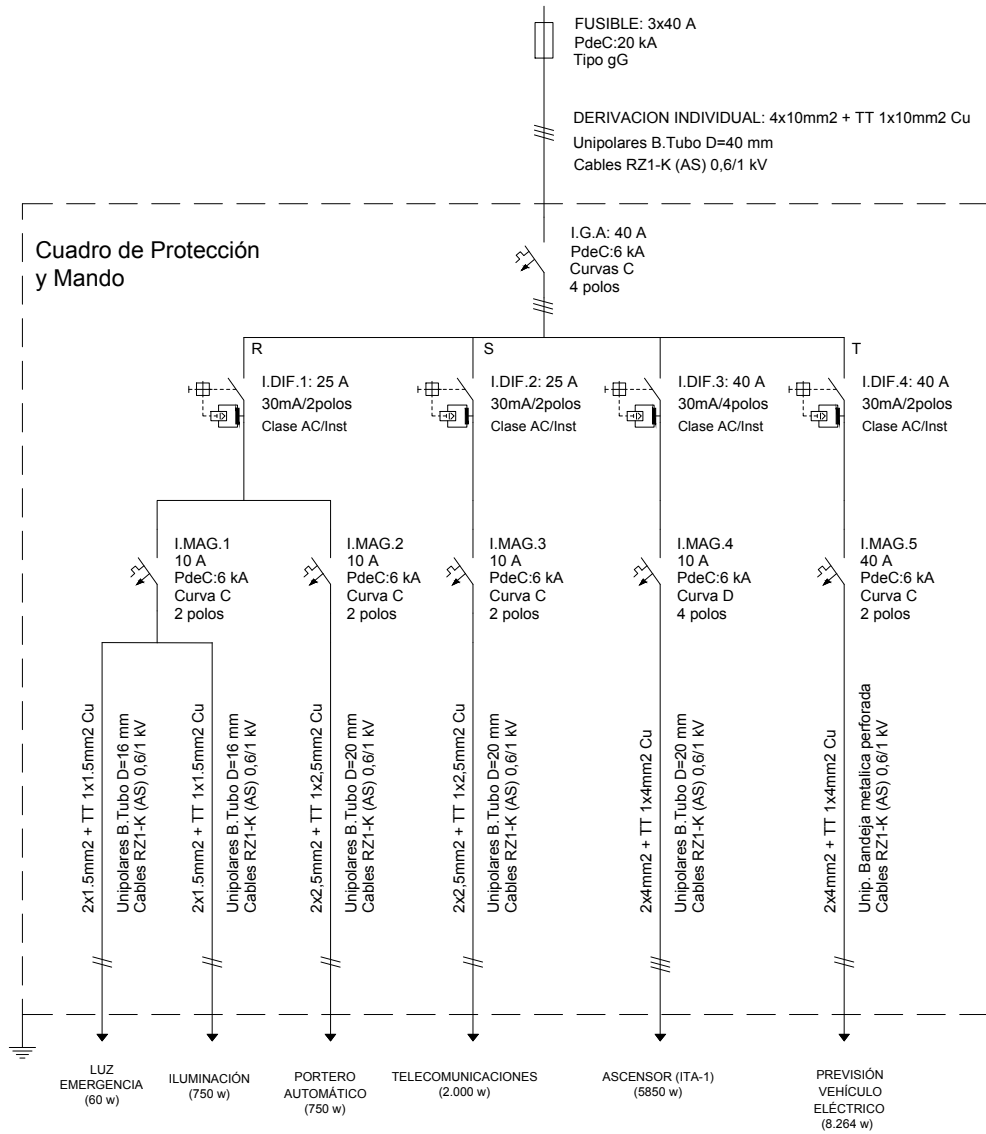 FUSIBLE: 3x40 A
PdeC:20 kA
Tipo gG
DERIVACION INDIVIDUAL: 4x10mm2 + TT 1x10mm2 Cu
Unipolares B.Tubo D=40 mm
Cables RZ1-K (AS) 0,6/1 kV
Cuadro de Protección
y Mando
I.G.A: 40 A
PdeC:6 kA
Curvas C
4 polos
R
S
T
I.DIF.1: 25 A
30mA/2polos
Clase AC/Inst
I.DIF.2: 25 A
30mA/2polos
Clase AC/Inst
I.DIF.3: 40 A
30mA/4polos
Clase AC/Inst
I.DIF.4: 40 A
30mA/2polos
Clase AC/Inst
I.MAG.1
10 A
PdeC:6 kA
Curva C
2 polos
I.MAG.2
10 A
PdeC:6 kA
Curva C
2 polos
I.MAG.3
10 A
PdeC:6 kA
Curva C
2 polos
I.MAG.4
10 A
PdeC:6 kA
Curva D
4 polos
I.MAG.5
40 A
PdeC:6 kA
Curva C
2 polos
2x1.5mm2 + TT 1x1.5mm2 Cu
Unipolares B.Tubo D=16 mm
Cables RZ1-K (AS) 0,6/1 kV
2x1.5mm2 + TT 1x1.5mm2 Cu
Unipolares B.Tubo D=16 mm
Cables RZ1-K (AS) 0,6/1 kV
2x2,5mm2 + TT 1x2,5mm2 Cu
Unipolares B.Tubo D=20 mm
Cables RZ1-K (AS) 0,6/1 kV
2x2,5mm2 + TT 1x2,5mm2 Cu
Unipolares B.Tubo D=20 mm
Cables RZ1-K (AS) 0,6/1 kV
2x4mm2 + TT 1x4mm2 Cu
Unipolares B.Tubo D=20 mm
Cables RZ1-K (AS) 0,6/1 kV
2x4mm2 + TT 1x4mm2 Cu
Unip. Bandeja metalica perforada
Cables RZ1-K (AS) 0,6/1 kV
LUZ
EMERGENCIA
(60 w)
ILUMINACIÓN
(750 w)
PORTERO
AUTOMÁTICO
(750 w)
TELECOMUNICACIONES
(2.000 w)
ASCENSOR (ITA-1)
(5850 w)
PREVISIÓN
VEHÍCULO
ELÉCTRICO
(8.264 w)